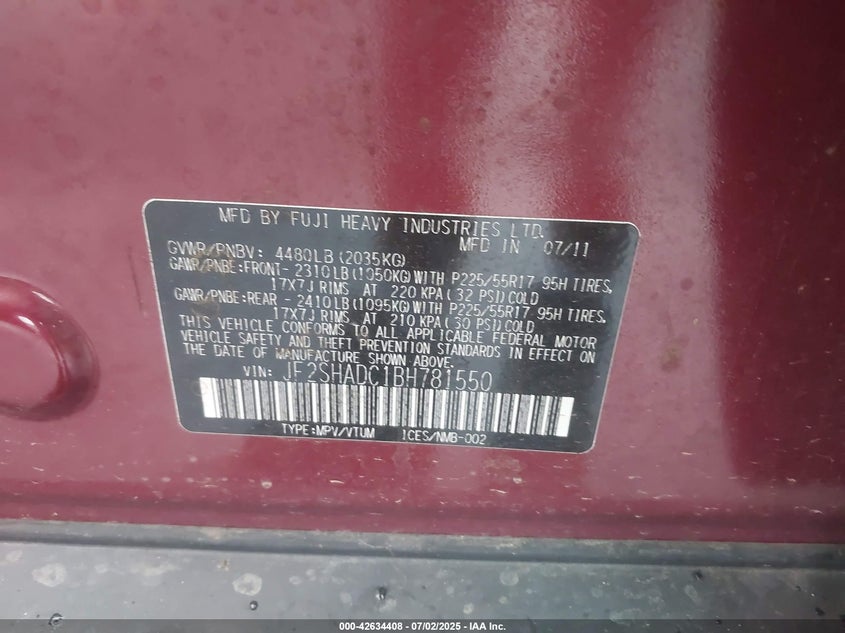 MFD BY FUJI HEAVY INDUSTRIES LTD.
MFD IN 07/11
GVWR/PNBV: 4480LB (2035KG)
GAWR/PNBE:FRONT- 2310LB(1050KG)WITH P225/55R17 95H TIRES,
17X7J RIMS AT 220 KPA(32 PSI)COLD
GAWR/PNBE:REAR - 2410LB(1095KG)WITH P225/55R17 95H TIRES,
17X7J RIMS AT 210 KPA(30 PSI)COLD
THIS VEHICLE CONFORMS TO ALL APPLICABLE FEDERAL MOTOR
VEHICLE SAFETY AND THEFT PREVENTION STANDARDS IN EFFECT ON
THE DATE OF MANUFACTURE SHOWN ABOVE.
VIN: JF2SHADC1BH781550
TYPE:MPV/VTUM ICES/NMB-002
000-42634408 - 07/02/2025 - IAA Inc.